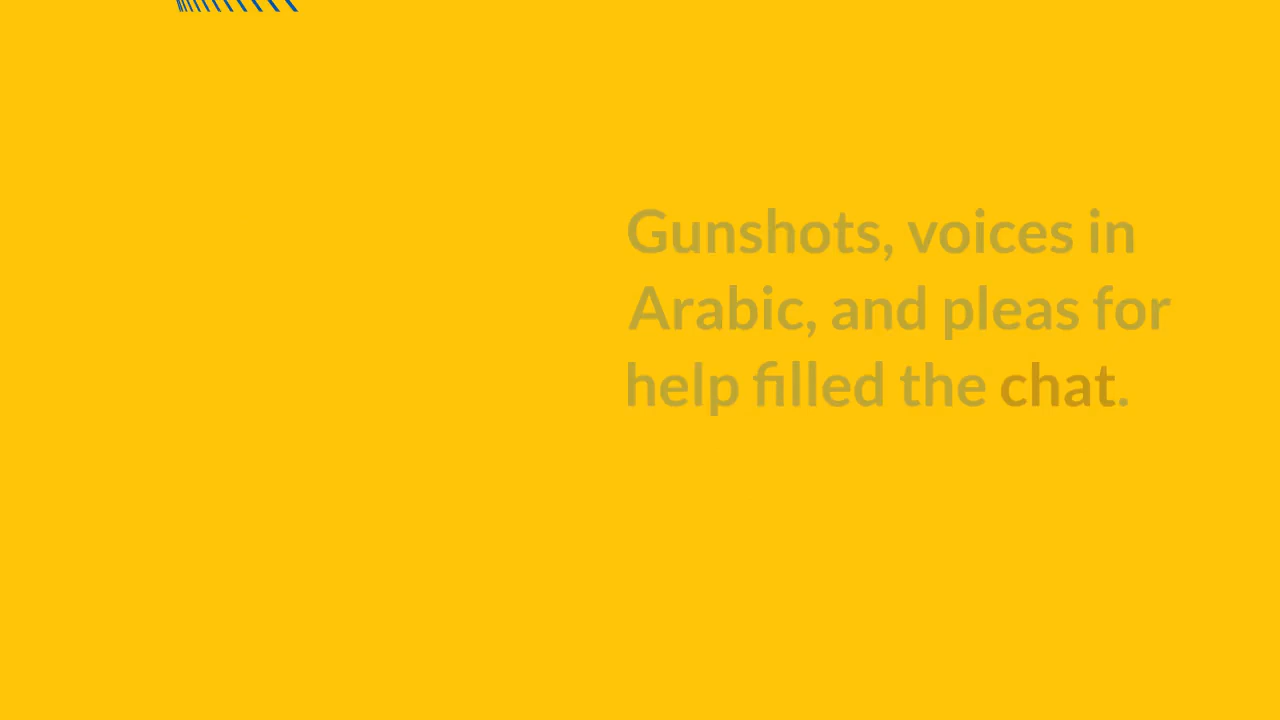 Gunshots, voices in
Arabic, and pleas for
help filled the chat.